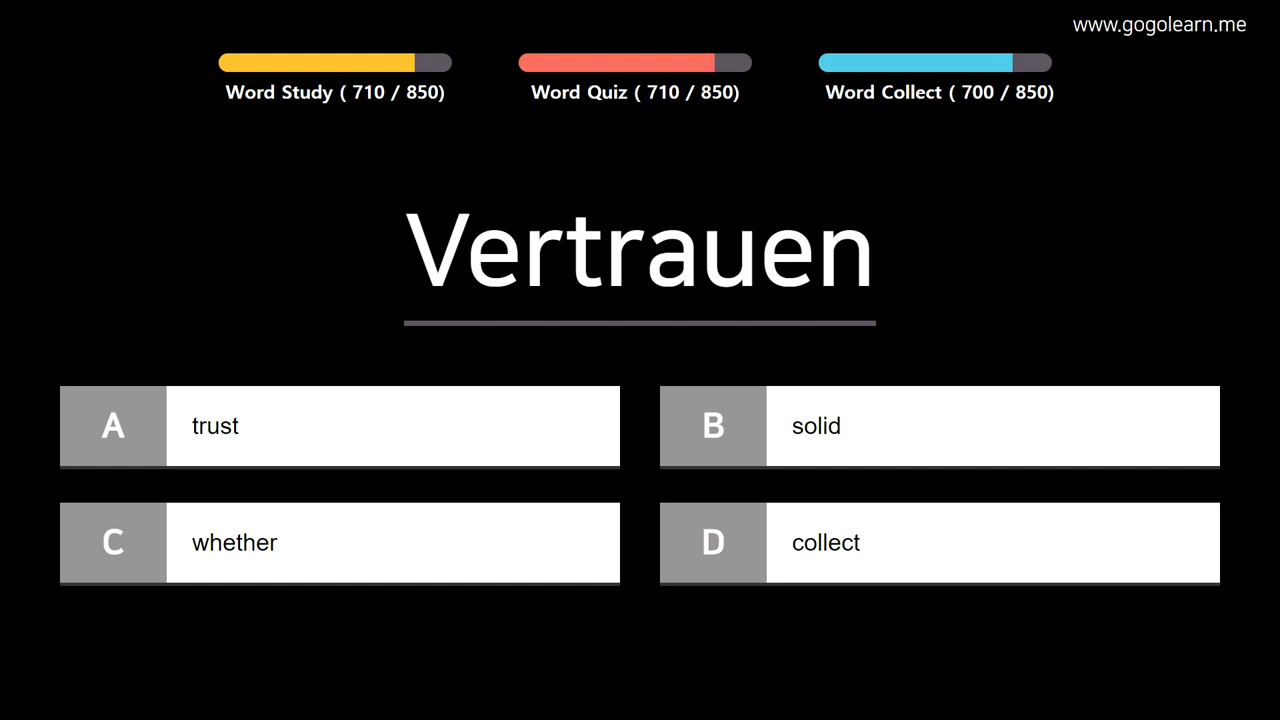 www.gogolearn.me
Word Study ( 710 / 850)
Word Quiz ( 710 / 850)
Word Collect ( 700 / 850)
Vertrauen
A trust
B solid
C whether
D collect